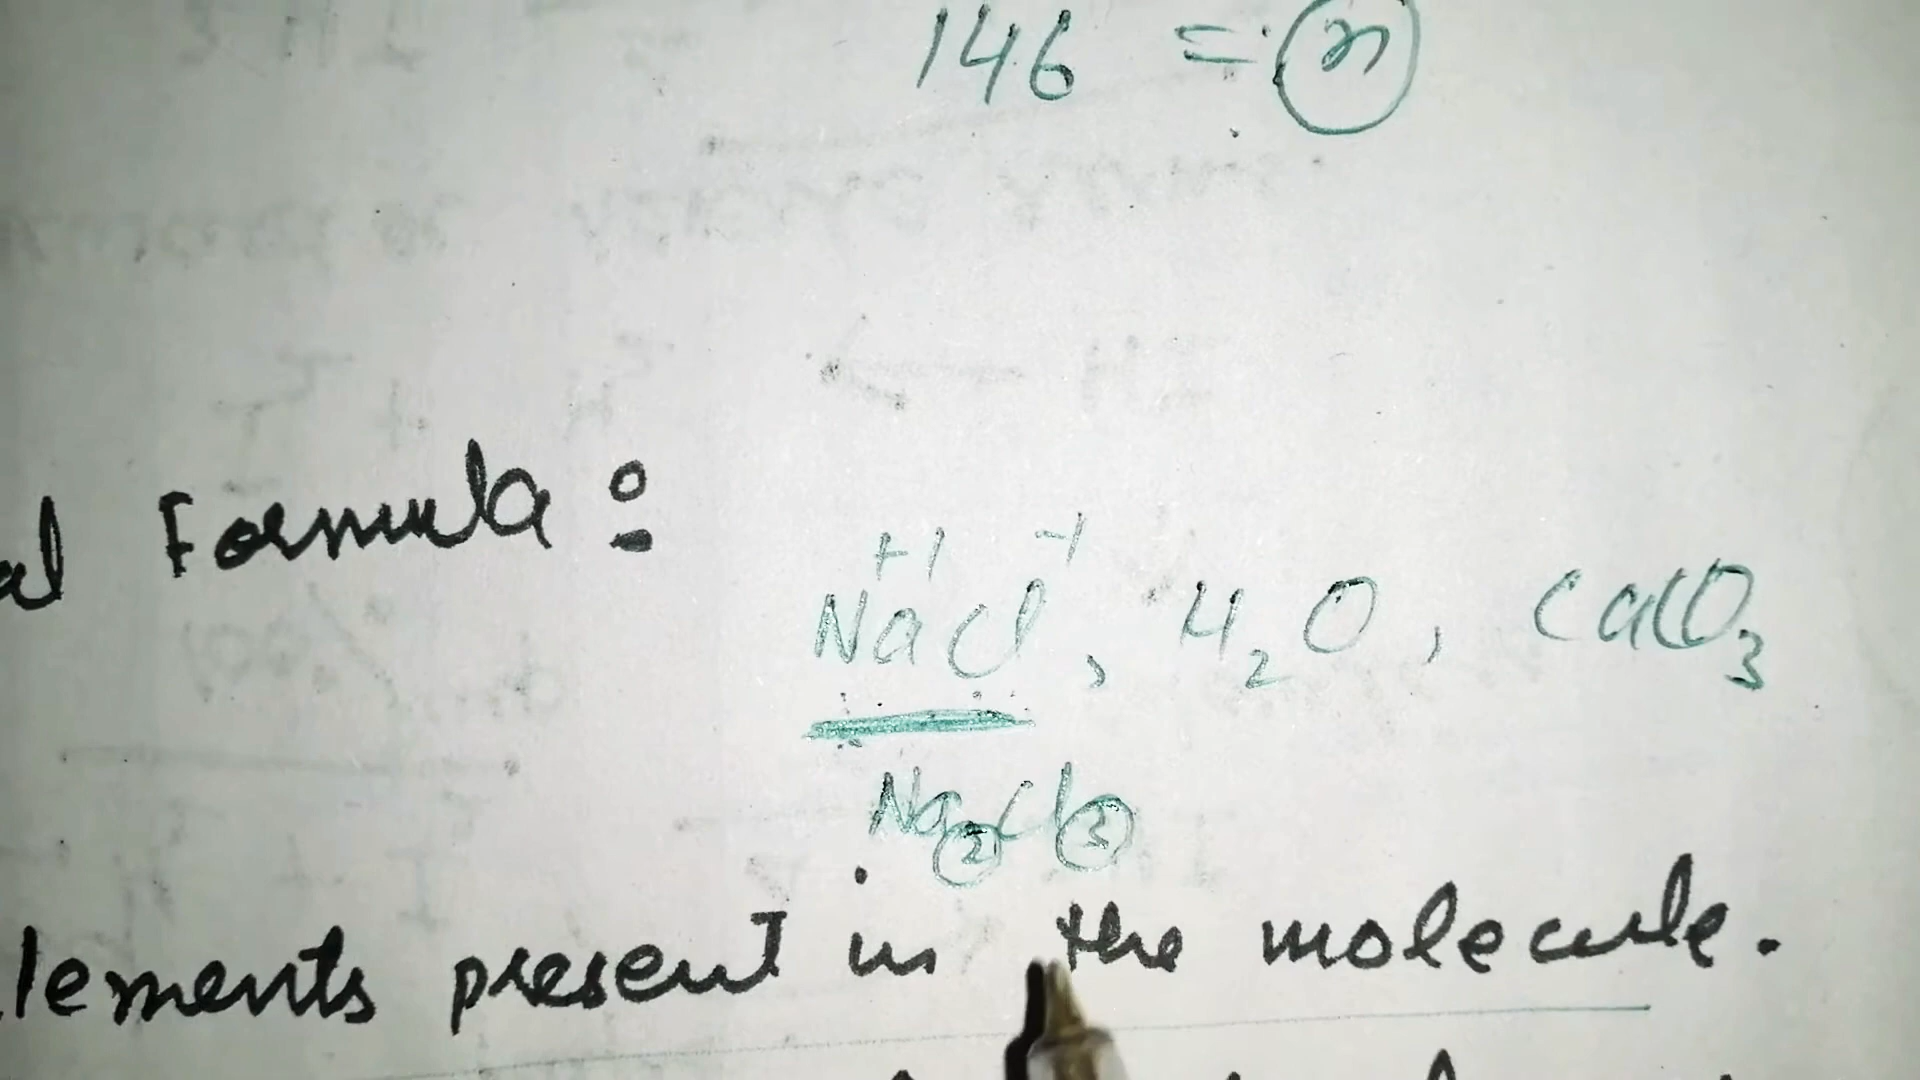 146 = n
al Formula :
+1 -1
NaCl, H2O, CaCO3
Na2Cl3
lements present in the molecule.